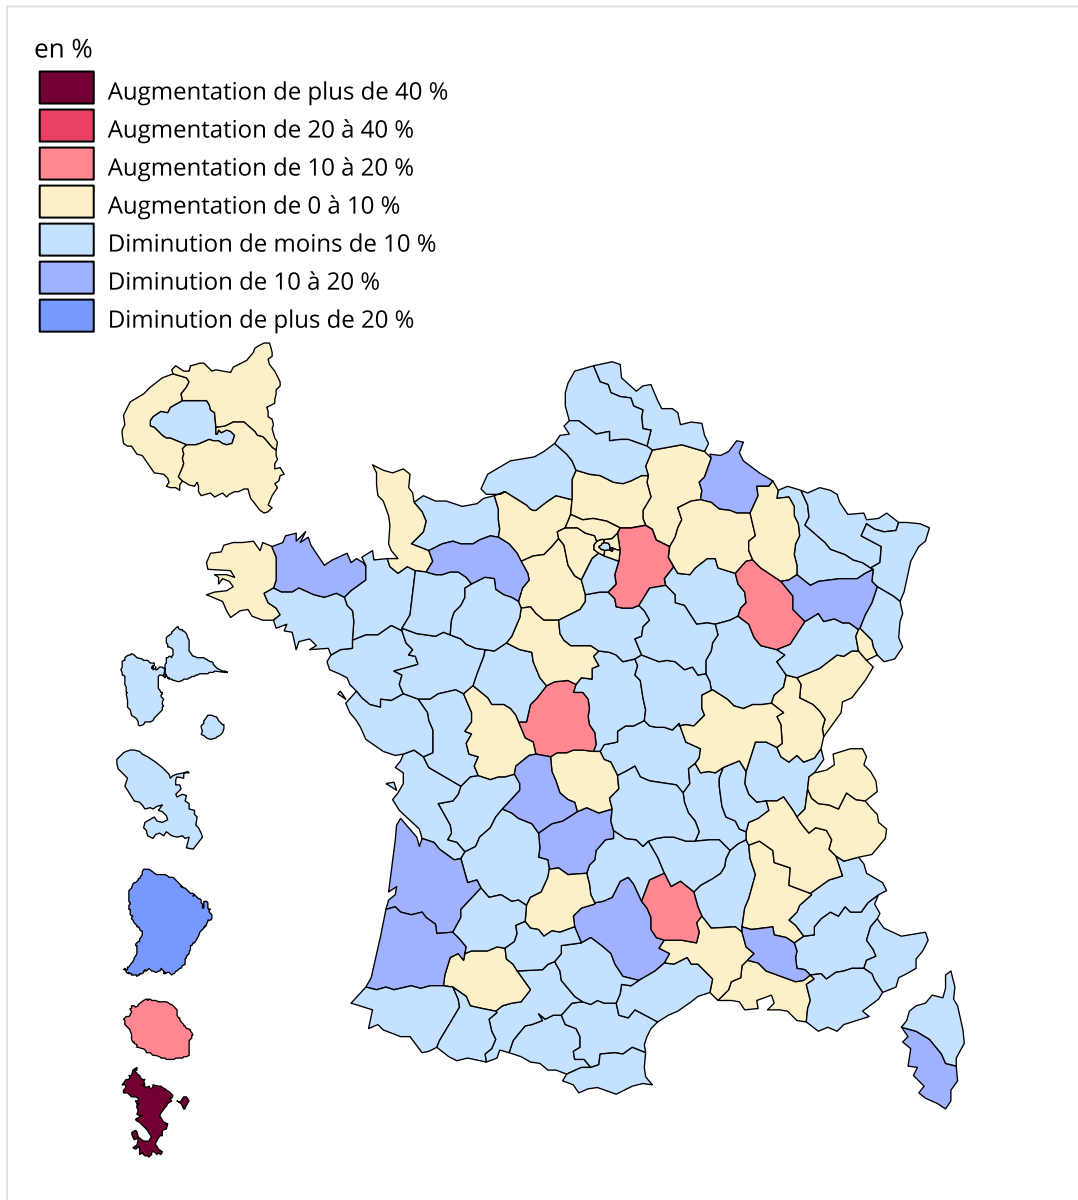 en %
Augmentation de plus de 40 %
Augmentation de 20 à 40 %
Augmentation de 10 à 20 %
Augmentation de 0 à 10 %
Diminution de moins de 10 %
Diminution de 10 à 20 %
Diminution de plus de 20 %